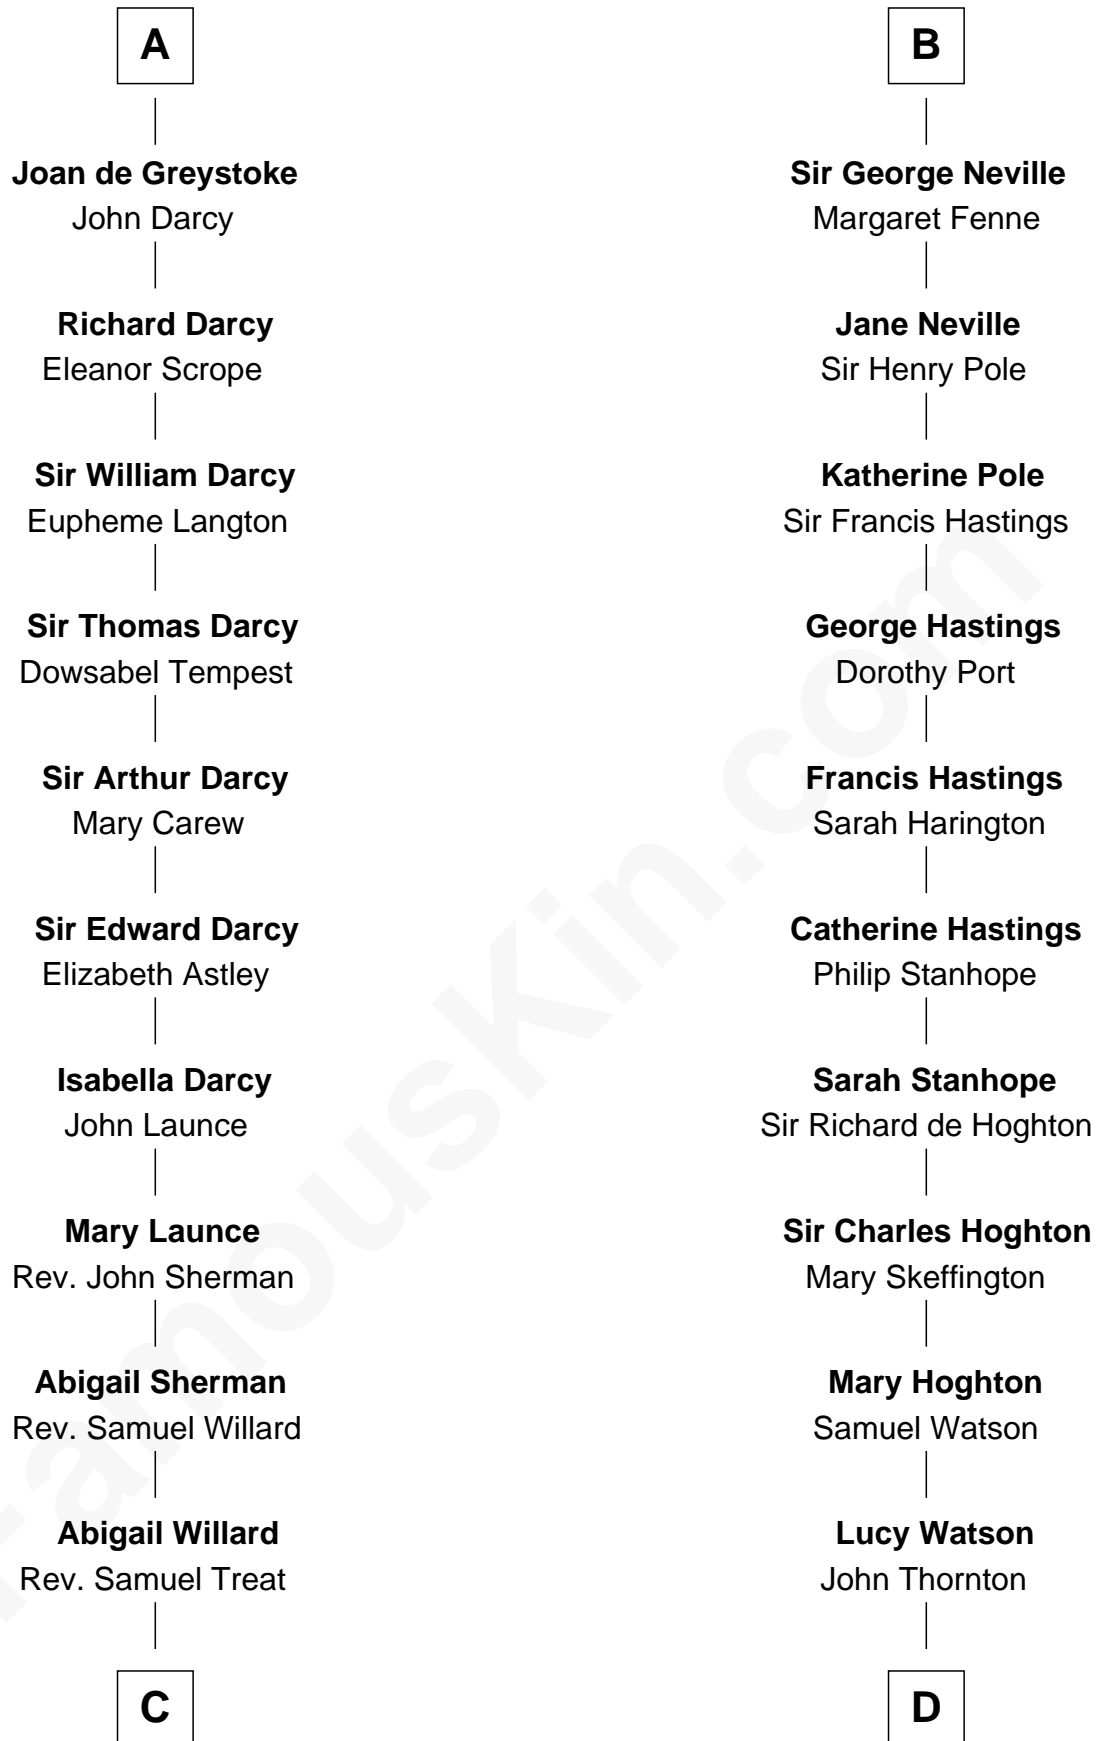 A
Joan de Greystoke
John Darcy
Richard Darcy
Eleanor Scrope
Sir William Darcy
Eupheme Langton
Sir Thomas Darcy
Dowsabel Tempest
Sir Arthur Darcy
Mary Carew
Sir Edward Darcy
Elizabeth Astley
Isabella Darcy
John Launce
Mary Launce
Rev. John Sherman
Abigail Sherman
Rev. Samuel Willard
Abigail Willard
Rev. Samuel Treat
C
B
Sir George Neville
Margaret Fenne
Jane Neville
Sir Henry Pole
Katherine Pole
Sir Francis Hastings
George Hastings
Dorothy Port
Francis Hastings
Sarah Harington
Catherine Hastings
Philip Stanhope
Sarah Stanhope
Sir Richard de Hoghton
Sir Charles Hoghton
Mary Skeffington
Mary Hoghton
Samuel Watson
Lucy Watson
John Thornton
D
FamousKin.com